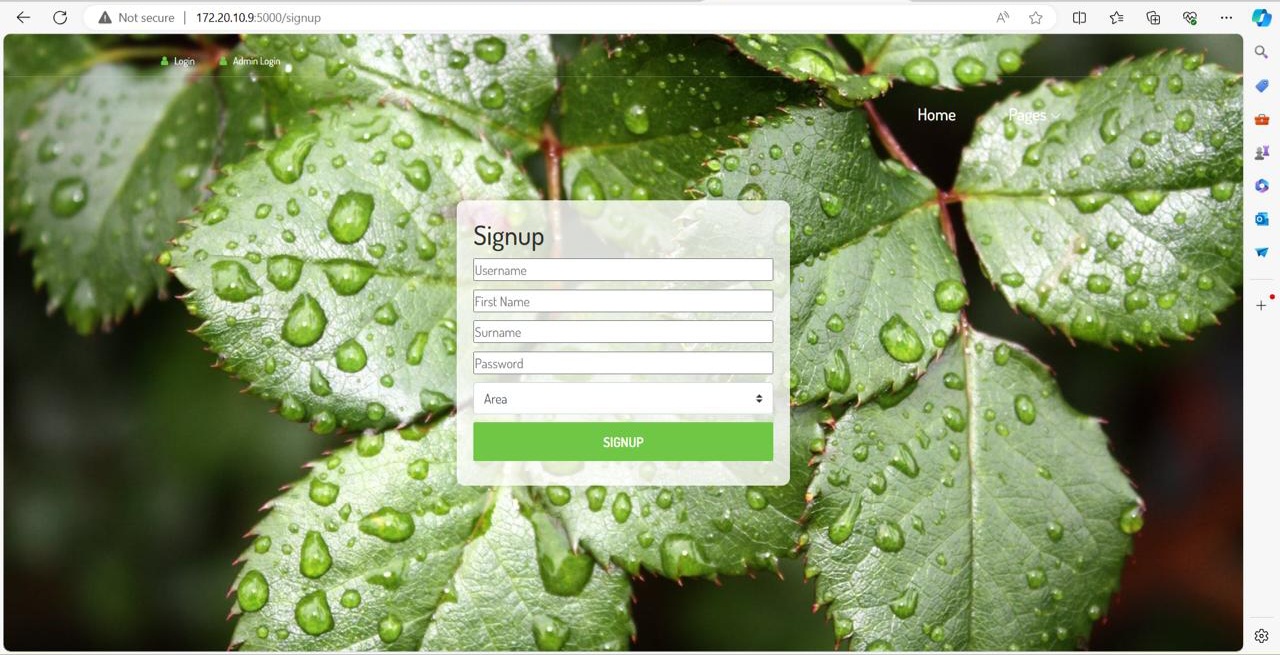 Not secure | 172.20.10.9:5000/signup
Login Admin Login
Home Pages
Signup
Username
First Name
Surname
Password
Area
SIGNUP